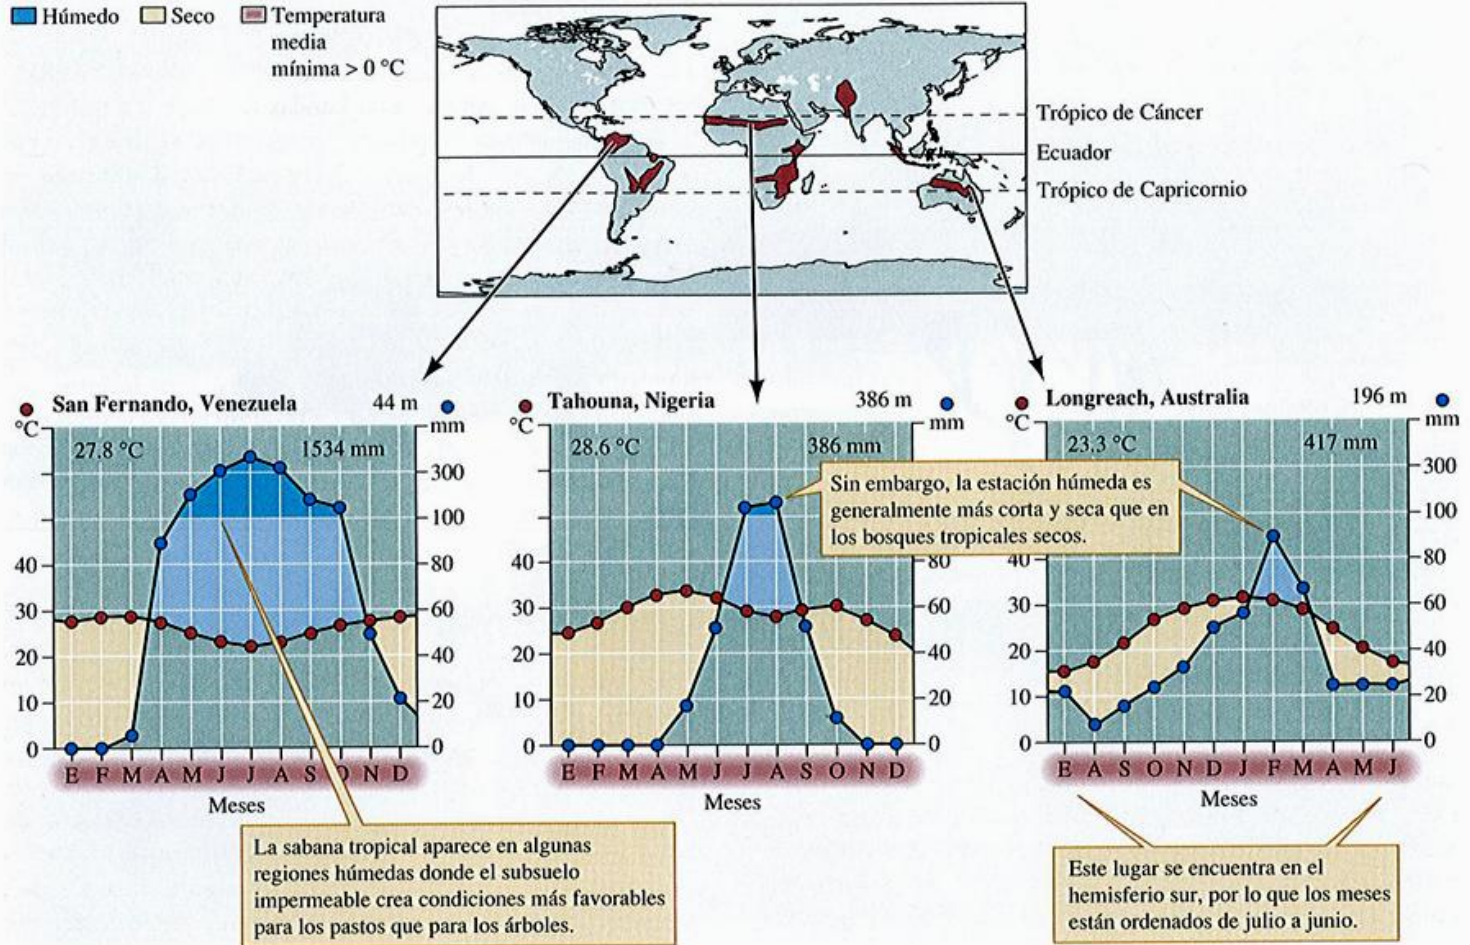 Húmedo Seco Temperatura
media
mínima > 0 °C
Trópico de Cáncer
Ecuador
Trópico de Capricornio
San Fernando, Venezuela 44 m
°C mm
27.8 °C 1534 mm
300
100
40 80
30 60
20 40
10 20
0 0
E F M A M J J A S O N D
Meses
La sabana tropical aparece en algunas
regiones húmedas donde el subsuelo
impermeable crea condiciones más favorables
para los pastos que para los árboles.
Tahouna, Nigeria 386 m
°C mm
28.6 °C 386 mm
Sin embargo, la estación húmeda es
generalmente más corta y seca que en
los bosques tropicales secos.
40 80
30 60
20 40
10 20
0 0
E F M A M J J A S O N D
Meses
Longreach, Australia 196 m
°C mm
23.3 °C 417 mm
300
100
40 80
30 60
20 40
10 20
0 0
E A S O N D J F M A M J
Meses
Este lugar se encuentra en el
hemisferio sur, por lo que los meses
están ordenados de julio a junio.